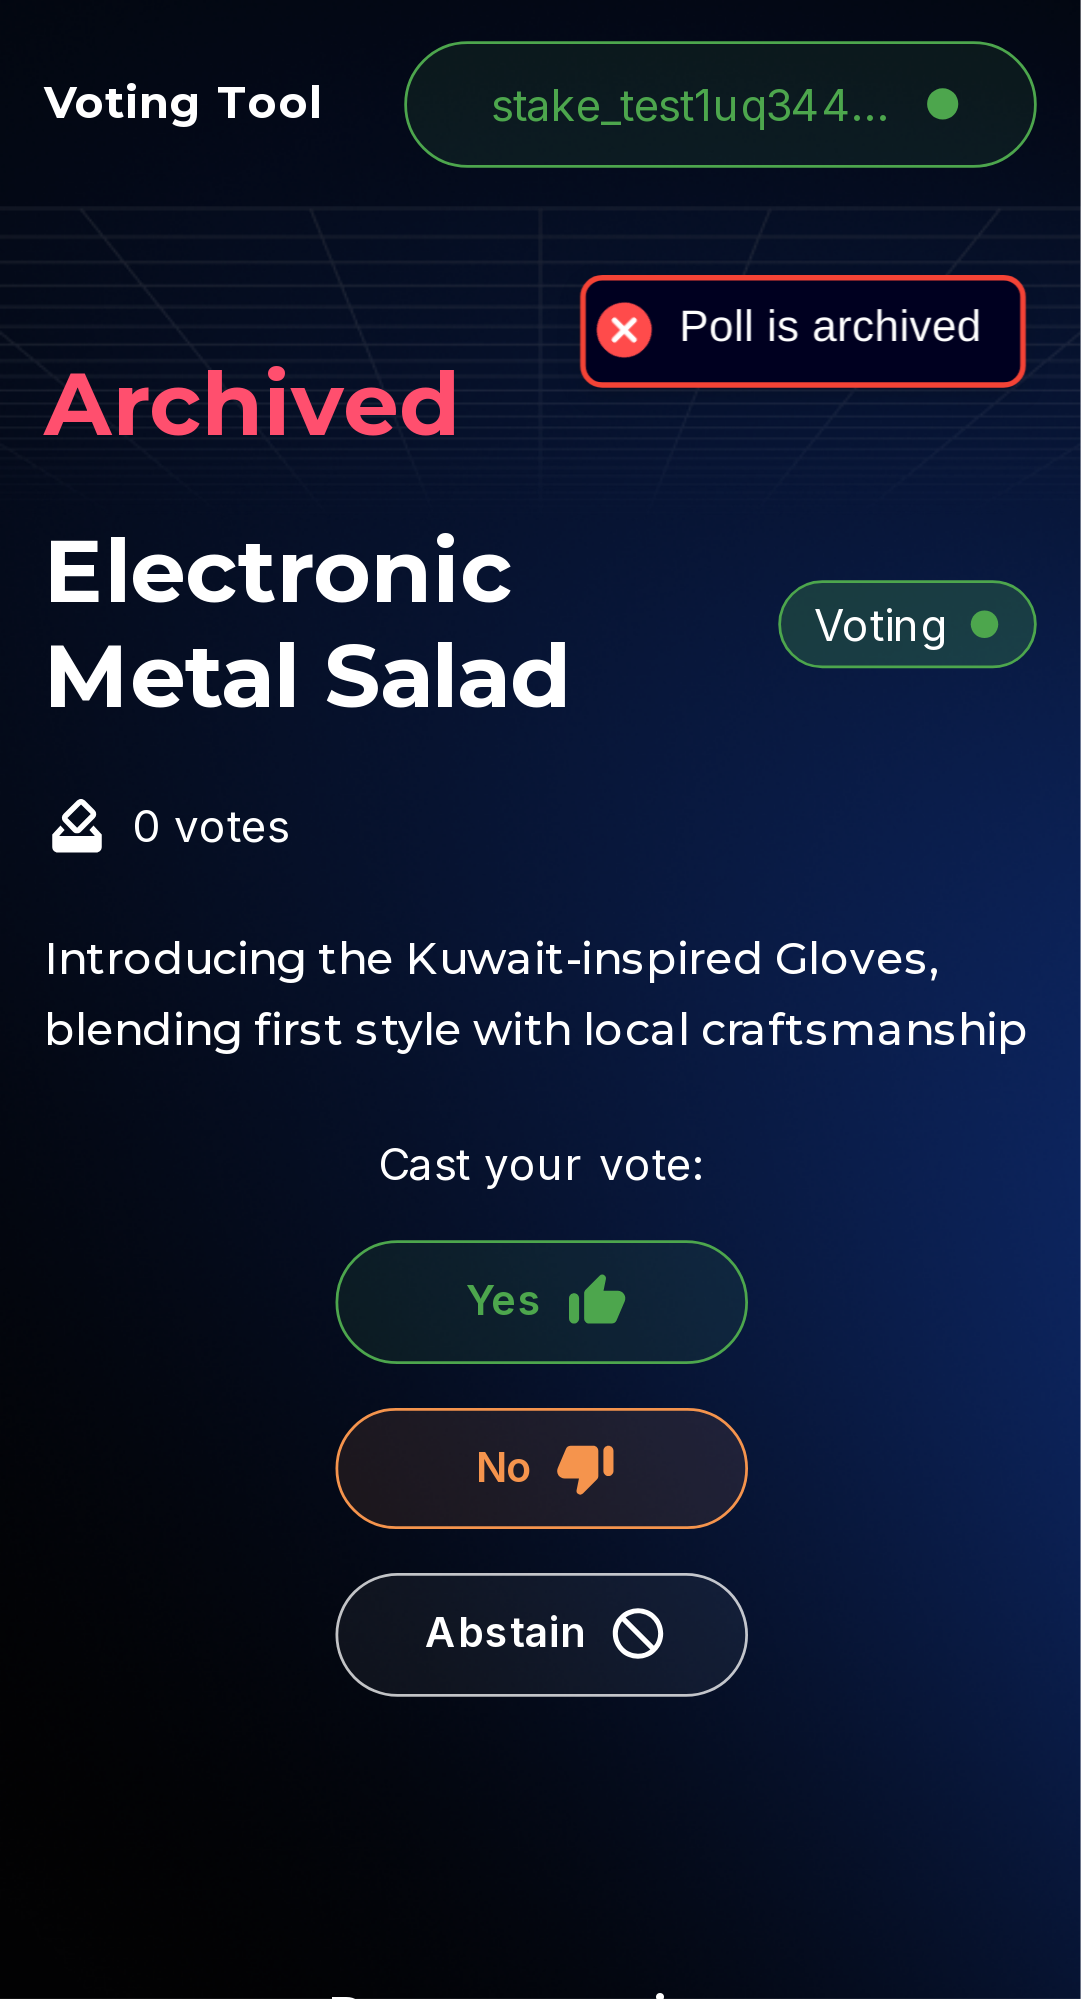 Voting Tool
stake_test1uq344...
Poll is archived
Archived
Electronic
Metal Salad
Voting
0 votes
Introducing the Kuwait-inspired Gloves,
blending first style with local craftsmanship
Cast your vote:
Yes
No
Abstain